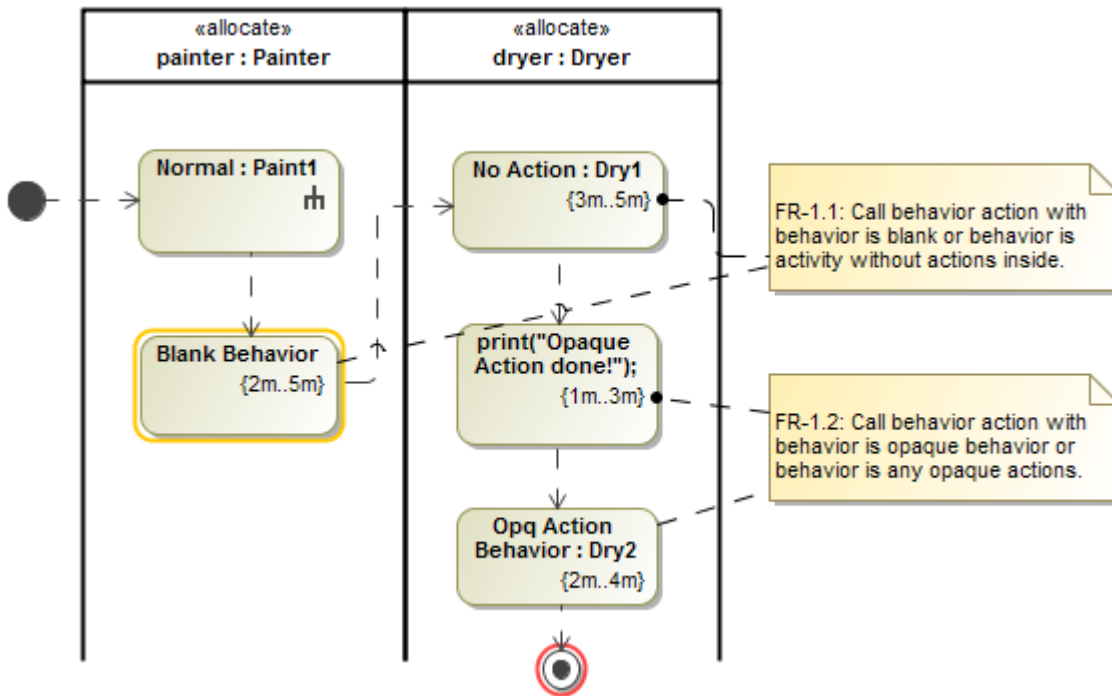 «allocate»
painter : Painter
«allocate»
dryer : Dryer
Normal : Paint1
No Action : Dry1
{3m..5m}
FR-1.1: Call behavior action with
behavior is blank or behavior is
activity without actions inside.
Blank Behavior
{2m..5m}
print("Opaque
Action done!");
{1m..3m}
FR-1.2: Call behavior action with
behavior is opaque behavior or
behavior is any opaque actions.
Opq Action
Behavior : Dry2
{2m..4m}